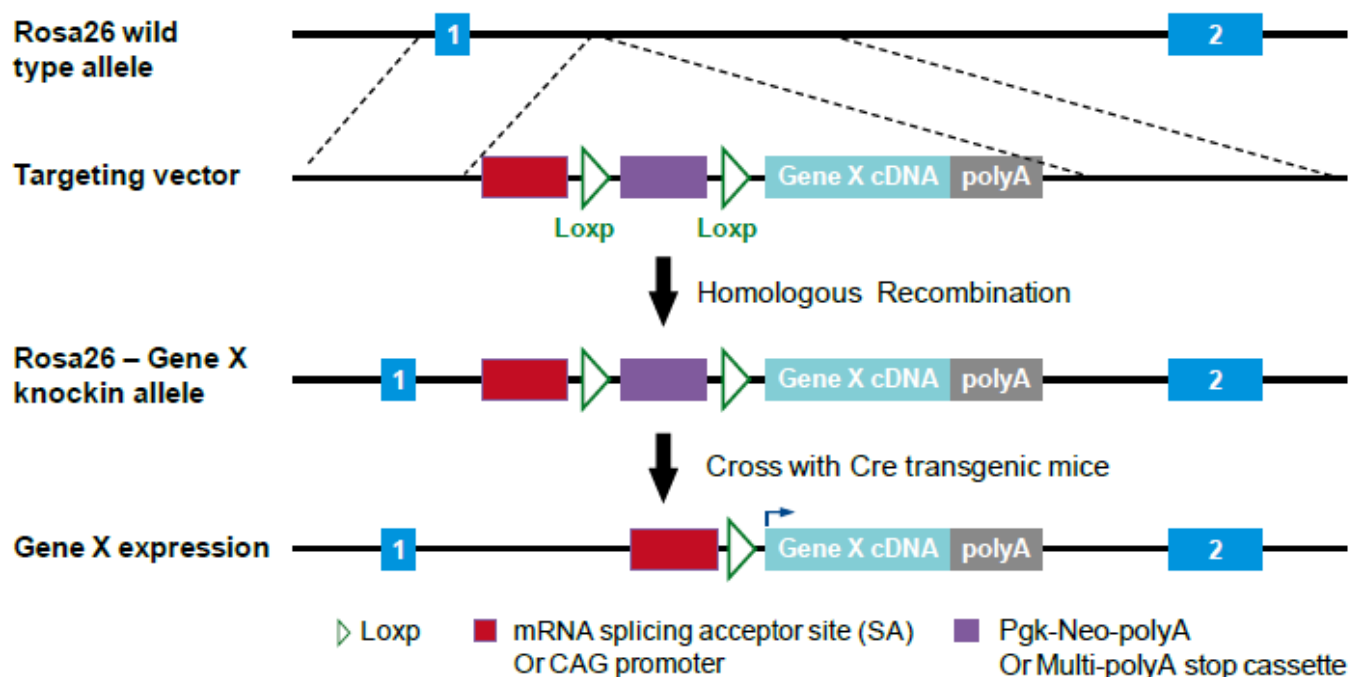 Rosa26 wild
type allele
1
2
Targeting vector
Gene X cDNA
polyA
Loxp
Loxp
Homologous Recombination
Rosa26 – Gene X
knockin allele
1
Gene X cDNA
polyA
2
Cross with Cre transgenic mice
Gene X expression
1
Gene X cDNA
polyA
2
Loxp
mRNA splicing acceptor site (SA)
Or CAG promoter
Pgk-Neo-polyA
Or Multi-polyA stop cassette